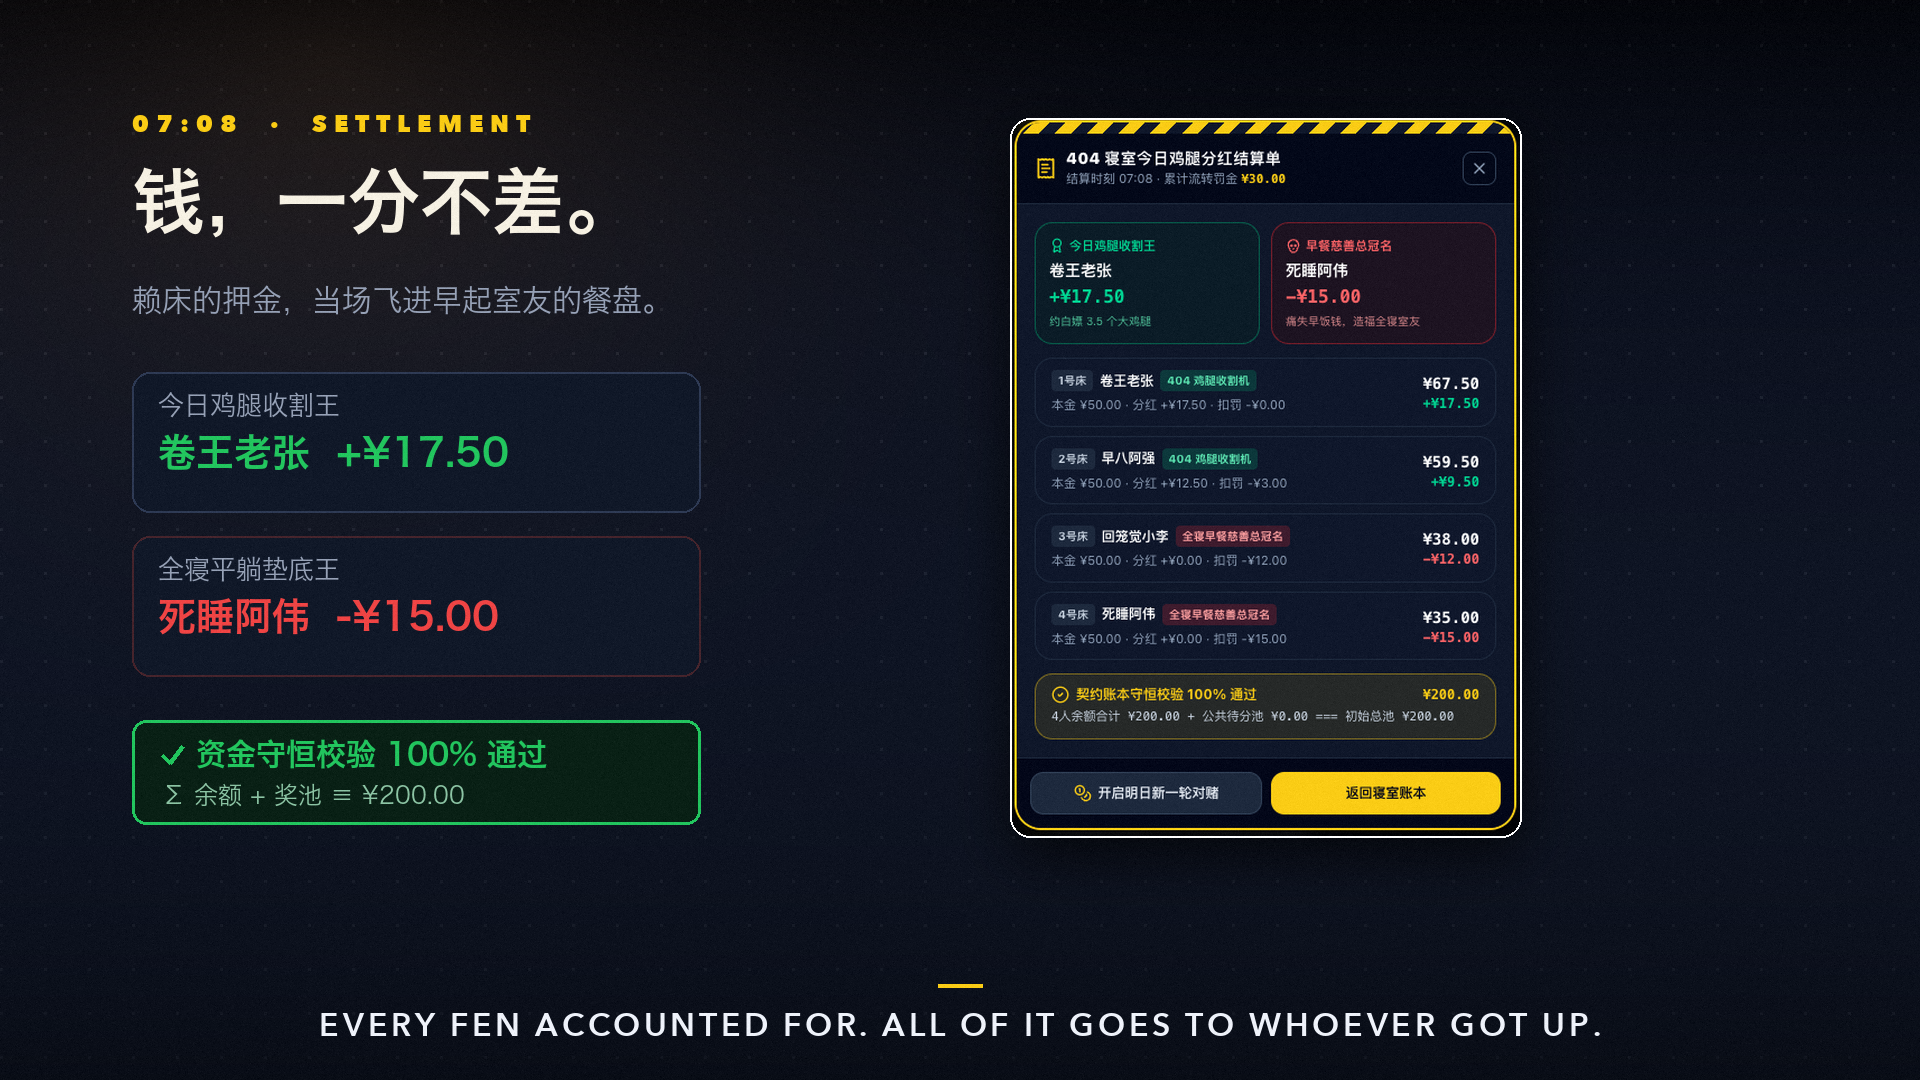 07:08 · SETTLEMENT
钱，一分不差。
赖床的押金，当场飞进早起室友的餐盘。
今日鸡腿收割王
卷王老张 +¥17.50
全寝平躺垫底王
死睡阿伟 -¥15.00
✓ 资金守恒校验 100% 通过
Σ 余额 + 奖池 ≡ ¥200.00
404 寝室今日鸡腿分红结算单
结算时刻 07:08 · 累计流转罚金 ¥30.00
今日鸡腿收割王
卷王老张
+¥17.50
约白嫖 3.5 个大鸡腿
早餐慈善总冠名
死睡阿伟
-¥15.00
痛失早饭钱，造福全寝室友
1号床 卷王老张 404 鸡腿收割机 ¥67.50
本金 ¥50.00 · 分红 +¥17.50 · 扣罚 -¥0.00 +¥17.50
2号床 早八阿强 404 鸡腿收割机 ¥59.50
本金 ¥50.00 · 分红 +¥12.50 · 扣罚 -¥3.00 +¥9.50
3号床 回笼觉小李 全寝早餐慈善总冠名 ¥38.00
本金 ¥50.00 · 分红 +¥0.00 · 扣罚 -¥12.00 -¥12.00
4号床 死睡阿伟 全寝早餐慈善总冠名 ¥35.00
本金 ¥50.00 · 分红 +¥0.00 · 扣罚 -¥15.00 -¥15.00
契约账本守恒校验 100% 通过 ¥200.00
4人余额合计 ¥200.00 + 公共待分池 ¥0.00 === 初始总池 ¥200.00
开启明日新一轮对赌
返回寝室账本
EVERY FEN ACCOUNTED FOR. ALL OF IT GOES TO WHOEVER GOT UP.